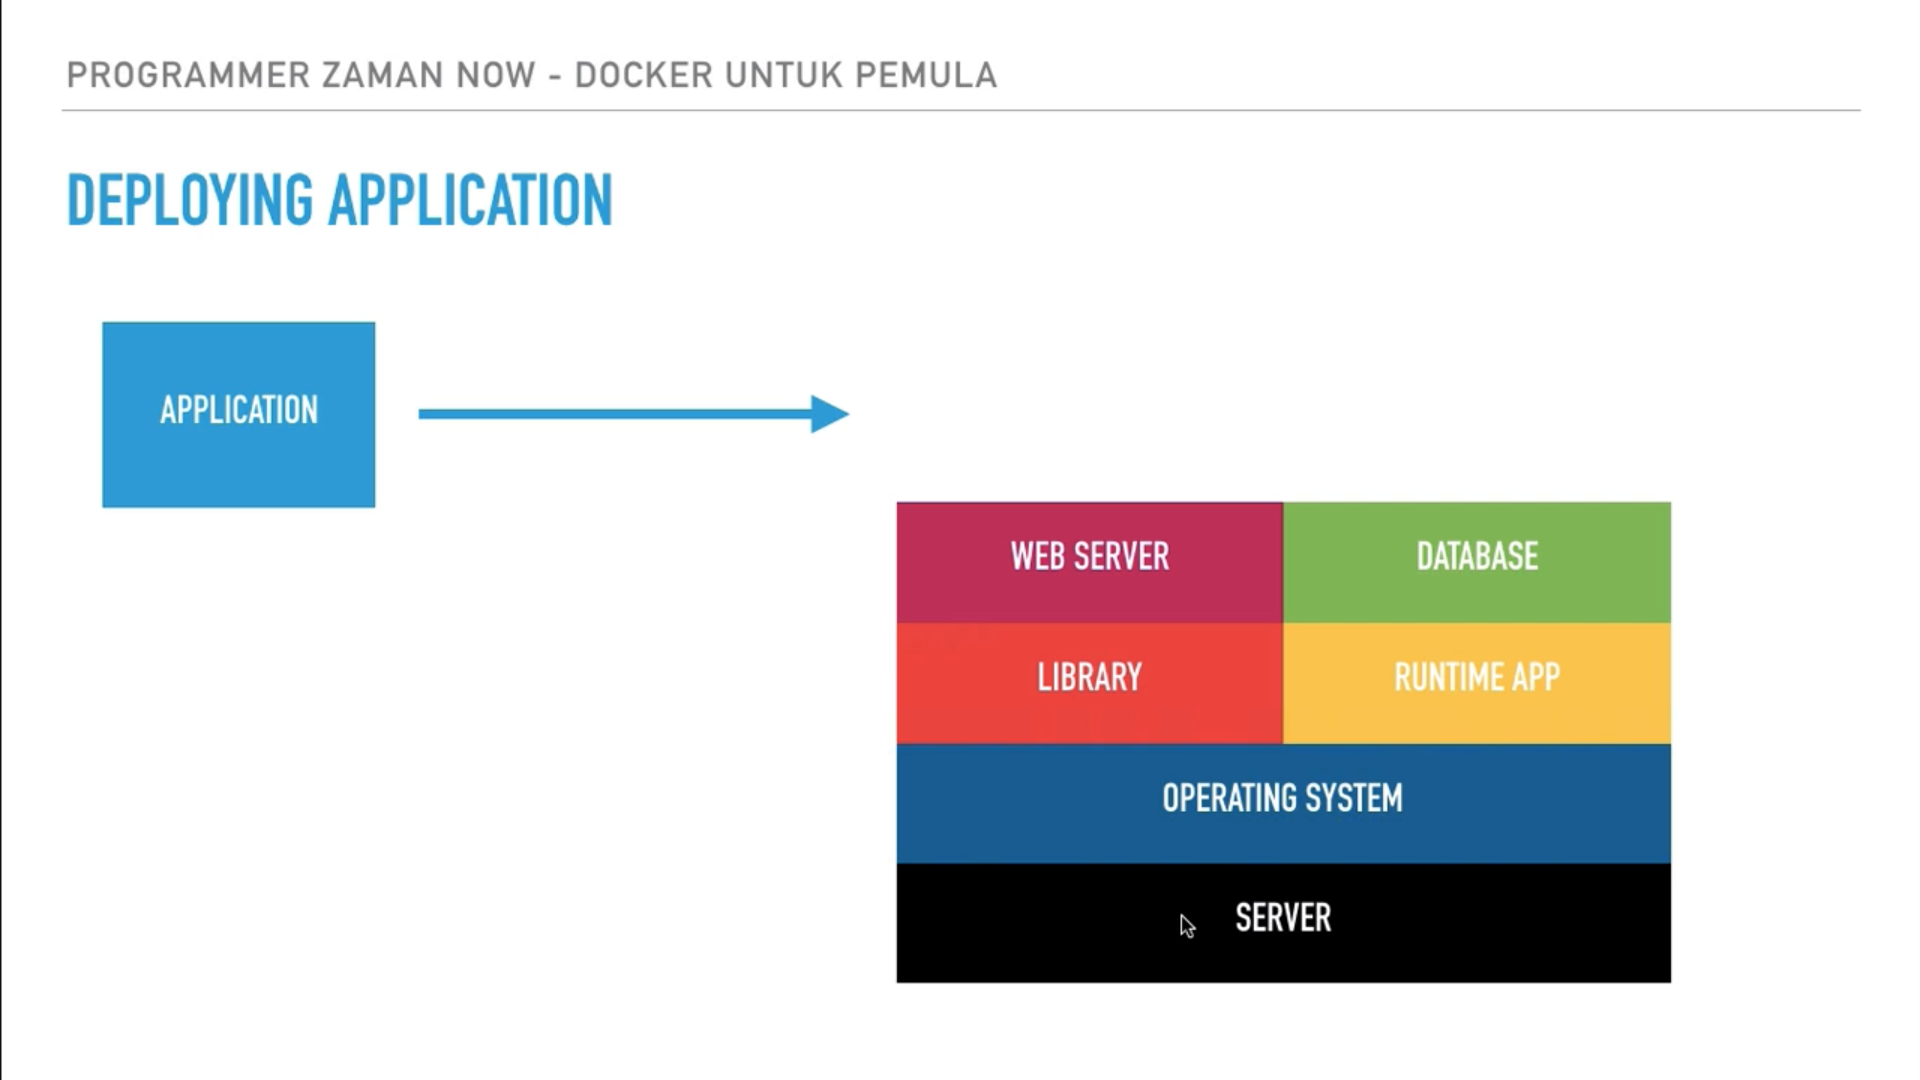 PROGRAMMER ZAMAN NOW - DOCKER UNTUK PEMULA
DEPLOYING APPLICATION
APPLICATION
WEB SERVER
DATABASE
LIBRARY
RUNTIME APP
OPERATING SYSTEM
SERVER